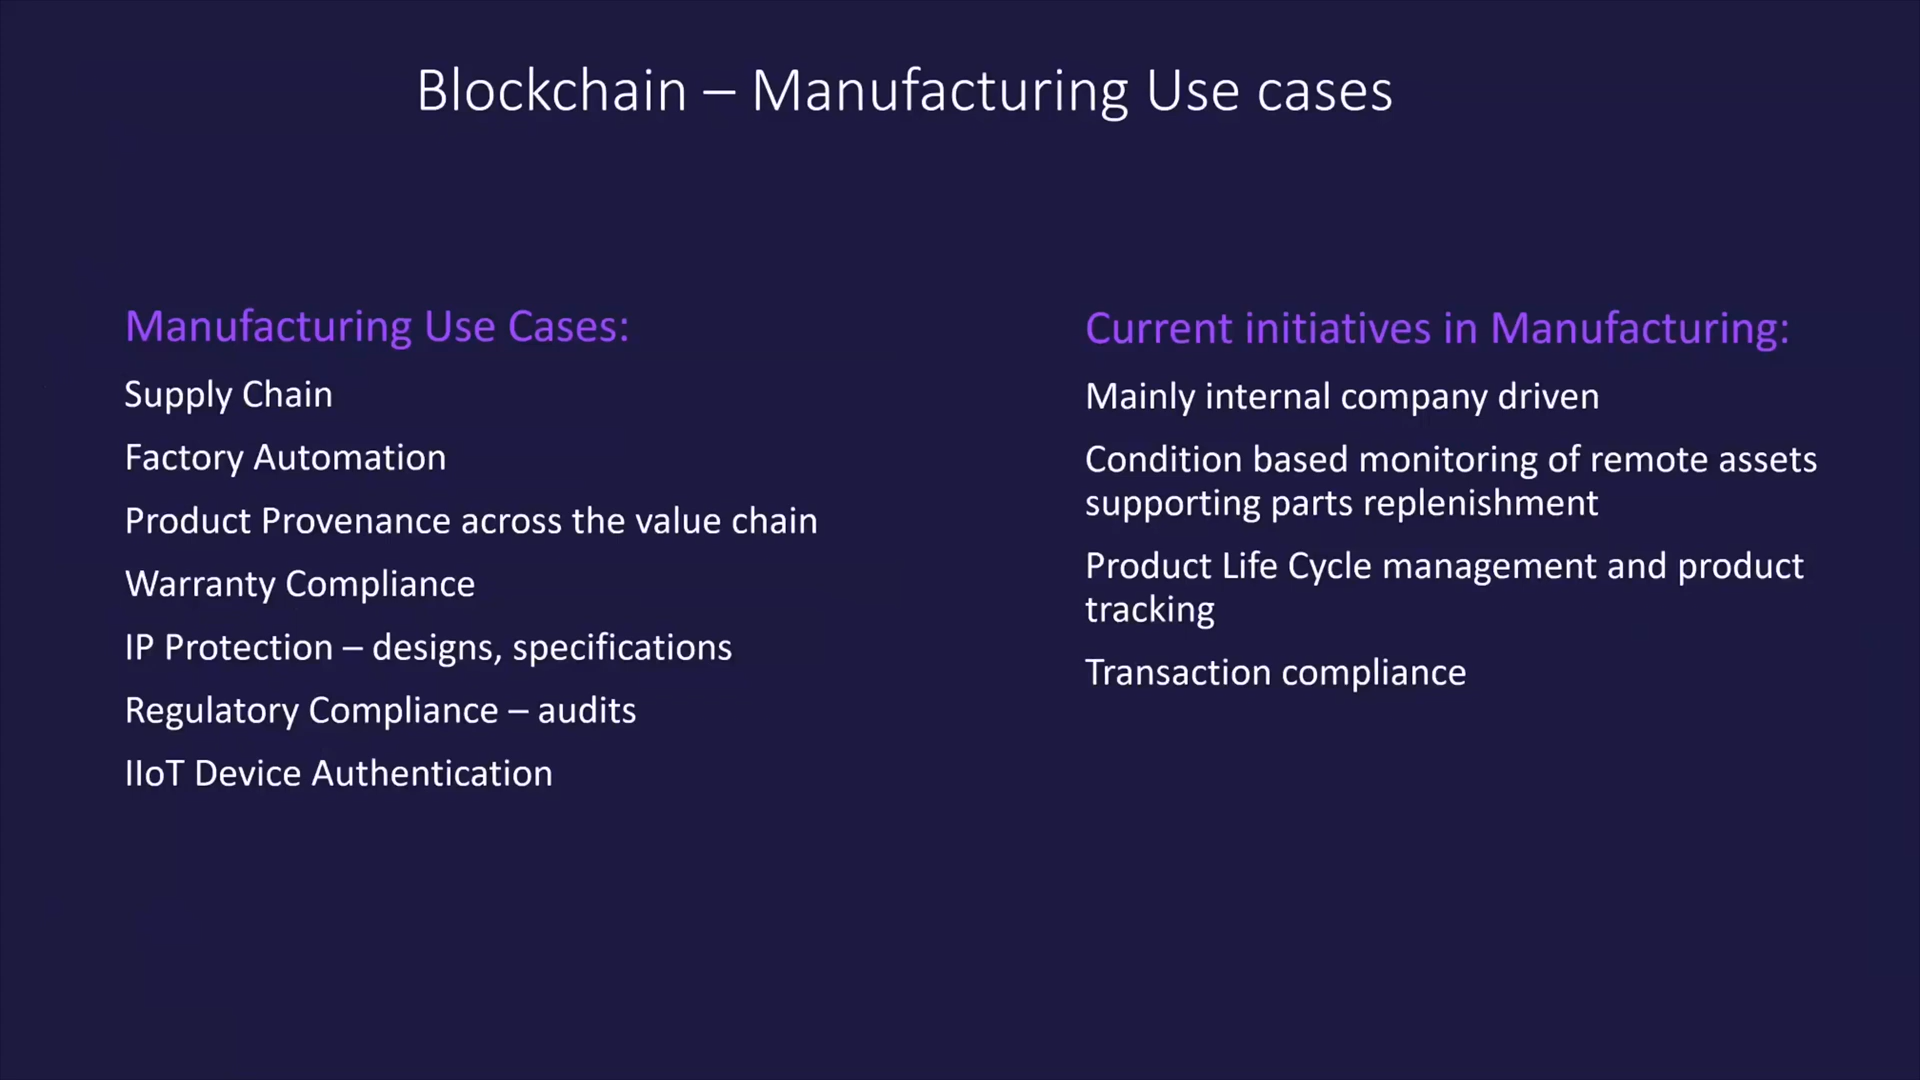 Blockchain – Manufacturing Use cases
Manufacturing Use Cases:
Supply Chain
Factory Automation
Product Provenance across the value chain
Warranty Compliance
IP Protection – designs, specifications
Regulatory Compliance – audits
IIoT Device Authentication
Current initiatives in Manufacturing:
Mainly internal company driven
Condition based monitoring of remote assets
supporting parts replenishment
Product Life Cycle management and product
tracking
Transaction compliance